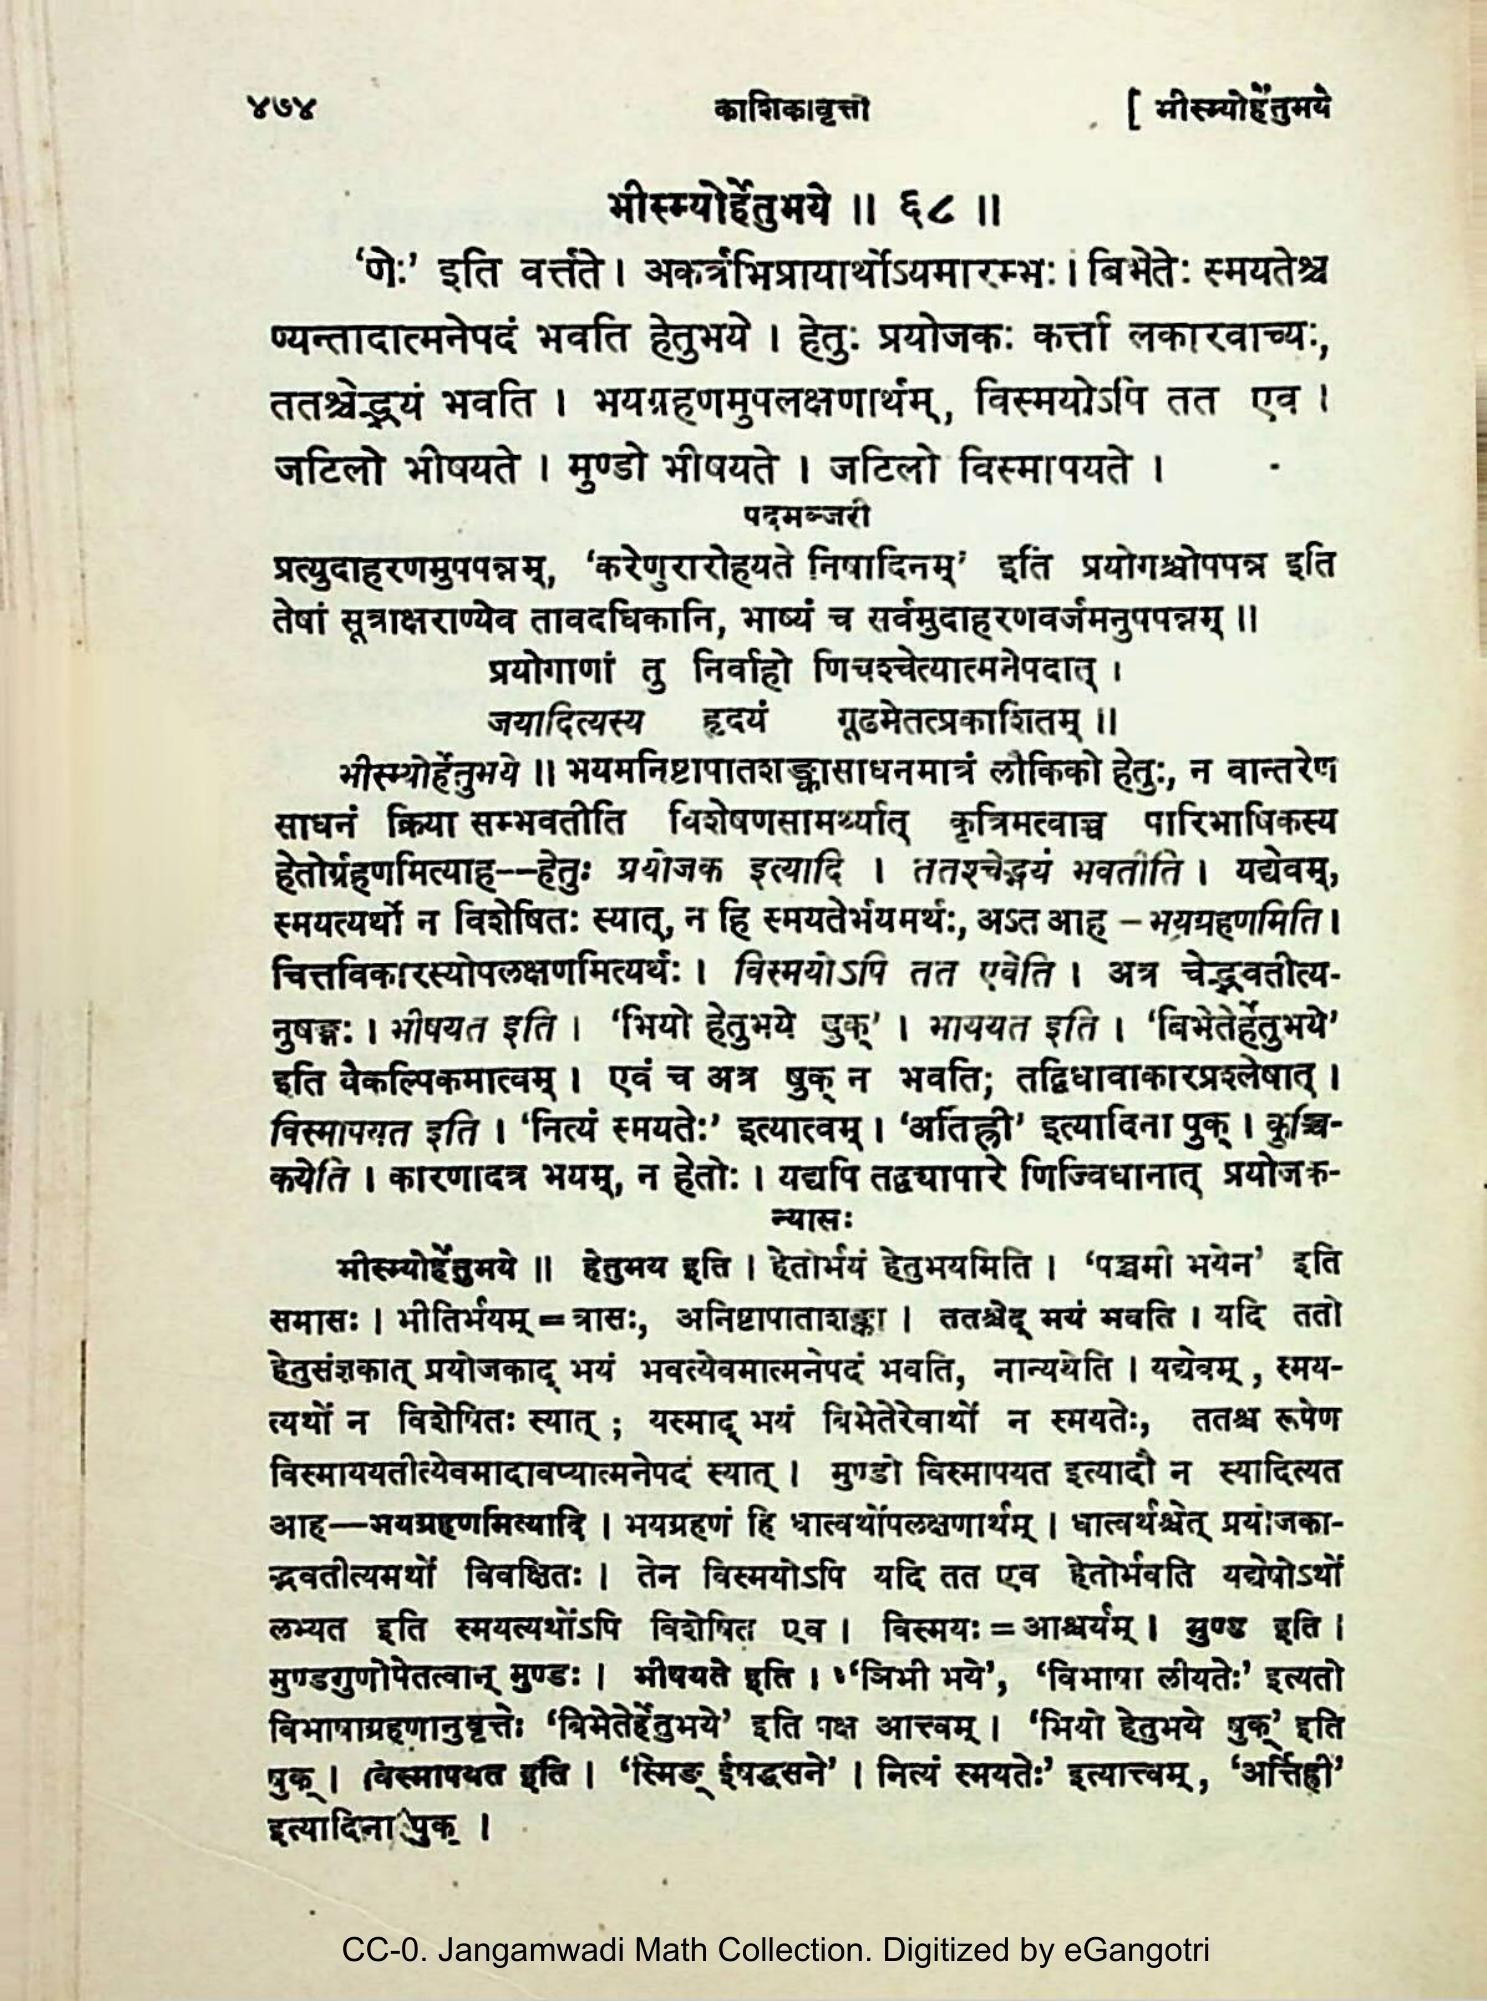 ४७४ काशिकावृत्तौ [ भीस्म्योर्हेतुभये
भीस्म्योर्हेतुभये ॥ ६८ ॥
‘णेः’ इति वर्त्तते । अकर्त्रभिप्रायार्थोऽयमारम्भः । बिभेतेः स्मयतेश्च
ण्यन्तादात्मनेपदं भवति हेतुभये । हेतुः प्रयोजकः कर्त्ता लकारवाच्यः,
ततश्चेद्भयं भवति । भयग्रहणमुपलक्षणार्थम्, विस्मयोऽपि तत एव ।
जटिलो भीषयते । मुण्डो भीषयते । जटिलो विस्मापयते ।
पदमञ्जरी
प्रत्युदाहरणमुपपन्नम्, ‘करेणुरारोहयते निषादिनम्’ इति प्रयोगश्चोपपन्न इति
तेषां सूत्राक्षराण्येव तावदधिकानि, भाष्यं च सर्वमुदाहरणवर्जमनुपपन्नम् ॥
प्रयोगाणां तु निर्वाहो णिचश्चेत्यात्मनेपदात् ।
जयादित्यस्य हृदयं गूढमेतत्प्रकाशितम् ॥
भीस्म्योर्हेतुभये ॥ भयमनिष्टापातशङ्कासाधनमात्रं लौकिको हेतुः, न वान्तरेण
साधनं क्रिया सम्भवतीति विशेषणसामर्थ्यात् कृत्रिमत्वाच्च पारिभाषिकस्य
हेतोर्ग्रहणमित्याह--हेतुः प्रयोजक इत्यादि । ततश्चेद्भयं भवतीति । यद्येवम्,
स्मयत्यर्थो न विशेषितः स्यात्, न हि स्मयतेर्भयमर्थः, अऽत आह – भयग्रहणमिति ।
चित्तविकारस्योपलक्षणमित्यर्थः । विस्मयोऽपि तत एवेति । अत्र चेद्भवतीत्य-
नुषङ्गः । भीषयत इति । ‘भियो हेतुभये षुक्’ । भाययत इति । ‘बिभेतेर्हेतुभये’
इति वैकल्पिकमात्वम् । एवं च अत्र षुक् न भवति; तद्विधावाकारप्रश्लेषात् ।
विस्मापयत इति । ‘नित्यं स्मयतेः’ इत्यात्वम् । ‘अर्तिह्री’ इत्यादिना पुक् । कुञ्चि-
कयेति । कारणादत्र भयम्, न हेतोः । यद्यपि तद्व्यापारे णिज्विधानात् प्रयोजक-
न्यासः
भीस्म्योर्हेतुभये ॥ हेतुभय इति । हेतोर्भयं हेतुभयमिति । ‘पञ्चमी भयेन’ इति
समासः । भीतिर्भयम् = त्रासः, अनिष्टापाताशङ्का । ततश्चेद् भयं भवति । यदि ततो
हेतुसंज्ञकात् प्रयोजकाद् भयं भवत्येवमात्मनेपदं भवति, नान्यथेति । यद्येवम् , स्मय-
त्यर्थो न विशेषितः स्यात् ; यस्माद् भयं बिभेतेरेवार्थो न स्मयतेः, ततश्च रूपेण
विस्माययतीत्येवमादावप्यात्मनेपदं स्यात् । मुण्डो विस्मापयत इत्यादौ न स्यादित्यत
आह—भयग्रहणमित्यादि । भयग्रहणं हि धात्वर्थोपलक्षणार्थम् । धात्वर्थश्चेत् प्रयोजका-
द्भवतीत्यमर्थो विवक्षितः । तेन विस्मयोऽपि यदि तत एव हेतोर्भवति यद्येषोऽर्थो
लभ्यत इति स्मयत्यर्थोऽपि विशेषित एव । विस्मयः = आश्चर्यम् । मुण्ड इति ।
मुण्डगुणोपेतत्वान् मुण्डः । भीषयते इति । ‘ञिभी भये’, ‘विभाषा लीयतेः’ इत्यतो
विभाषाग्रहणानुवृत्तेः ‘बिभेतेर्हेतुभये’ इति पक्ष आत्त्वम् । ‘भियो हेतुभये षुक्’ इति
षुक् । विस्मापयत इति । ‘स्मिङ् ईषद्धसने’ । नित्यं स्मयतेः’ इत्यात्त्वम् , ‘अर्त्तिह्री’
इत्यादिना पुक् ।
CC-0. Jangamwadi Math Collection. Digitized by eGangotri